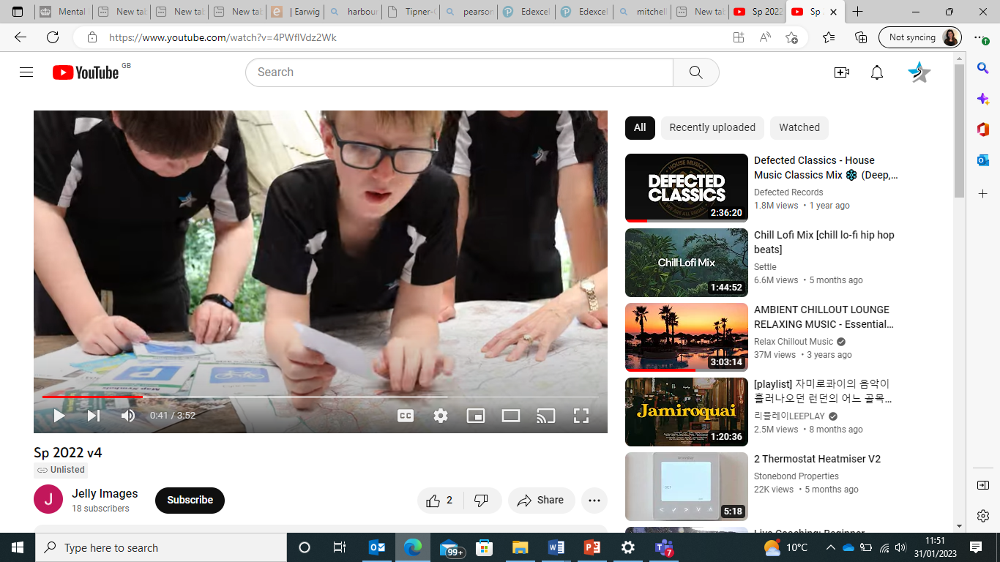 Mental
New tab
New tab
New tab
| Earwig
harbour
Tipner-
pearson
Edexcel
Edexcel
mitchell
New tab
Sp 2022
Sp
https://www.youtube.com/watch?v=4PWflVdz2Wk
Not syncing
YouTube GB
Search
All
Recently uploaded
Watched
DEFECTED
CLASSICS
2:36:20
Defected Classics - House
Music Classics Mix (Deep,...
Defected Records
1.8M views • 1 year ago
Chill Lofi Mix
1:44:52
Chill Lofi Mix [chill lo-fi hip hop
beats]
Settle
6.6M views • 5 months ago
3:03:14
AMBIENT CHILLOUT LOUNGE
RELAXING MUSIC - Essential...
Relax Chillout Music
37M views • 3 years ago
Jamiroquai
1:20:36
[playlist] 자미로콰이의 음악이
흘러나오던 런던의 어느 골목...
리플레이LEEPLAY
2.5M views • 8 months ago
5:18
2 Thermostat Heatmiser V2
Stonebond Properties
22K views • 5 months ago
Live Coaching: Beginner
Map Symbols
P
0:41 / 3:52
CC
Sp 2022 v4
Unlisted
J
Jelly Images
18 subscribers
Subscribe
2
Share
Type here to search
99+
7
10°C
11:51
31/01/2023